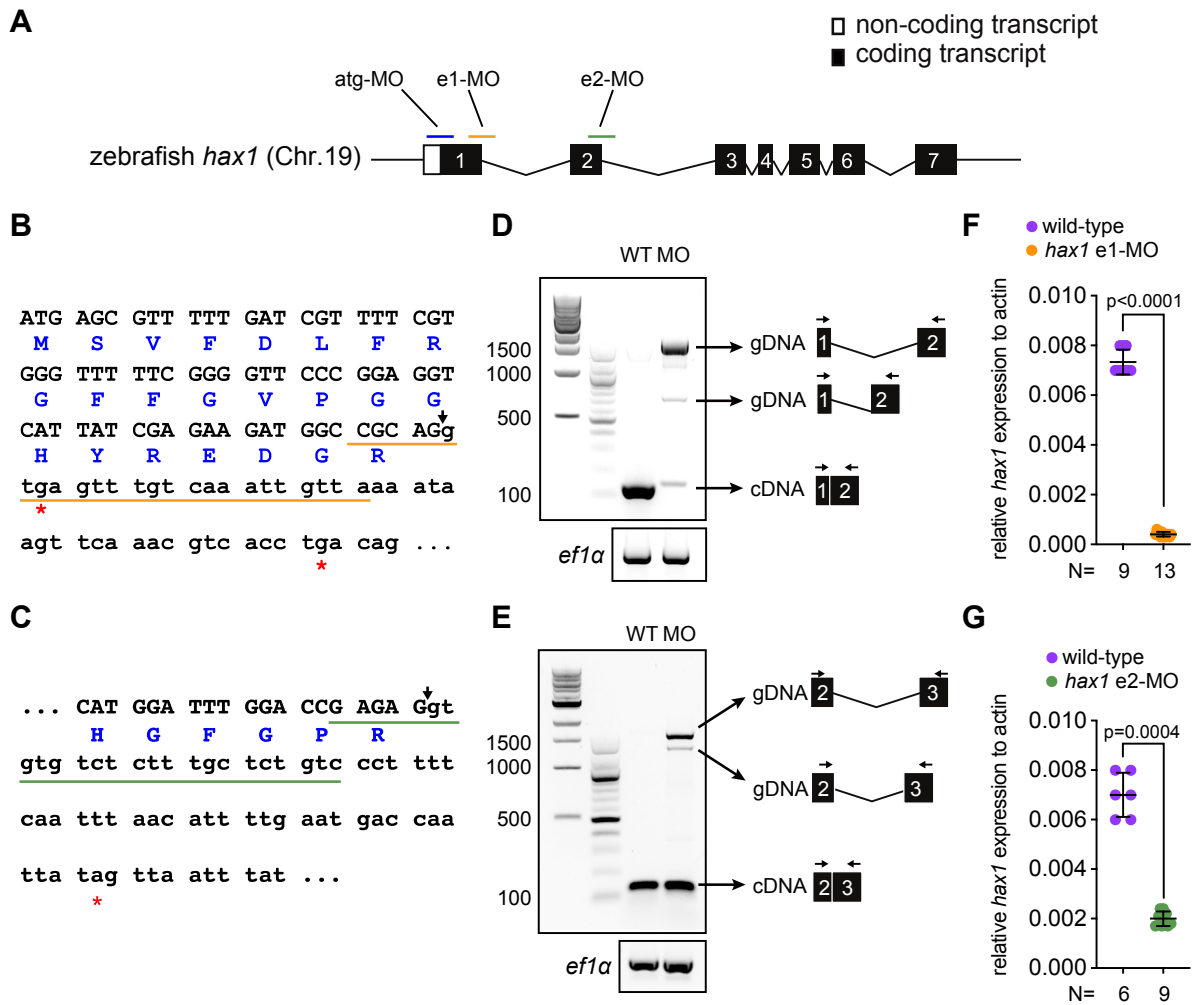 A
non-coding transcript
coding transcript
atg-MO
e1-MO
e2-MO
zebrafish hax1 (Chr.19)
1
2
3
4
5
6
7
B
ATG AGC GTT TTT GAT CGT TTT CGT
M S V F D L F R
GGG TTT TTC GGG GTT CCC GGA GGT
G F F G V P G G
CAT TAT CGA GAA GAT GGC CGC AGg
H Y R E D G R
tga gtt tgt caa att gtt aaa ata
*
agt tca aac gtc acc tga cag ...
*
C
... CAT GGA TTT GGA CCG AGA Ggt
H G F G P R
gtg tct ctt tgc tct gtc cct ttt
caa ttt aac att ttg aat gac caa
tta tag tta att tat ...
*
D
WT MO
1500
1000
500
100
gDNA 1 2
gDNA 1 2
cDNA 1 2
ef1α
E
WT MO
1500
1000
500
100
gDNA 2 3
gDNA 2 3
cDNA 2 3
ef1α
F
wild-type
hax1 e1-MO
relative hax1 expression to actin
p<0.0001
0.010
0.008
0.006
0.004
0.002
0.000
N= 9 13
G
wild-type
hax1 e2-MO
relative hax1 expression to actin
p=0.0004
0.010
0.008
0.006
0.004
0.002
0.000
N= 6 9